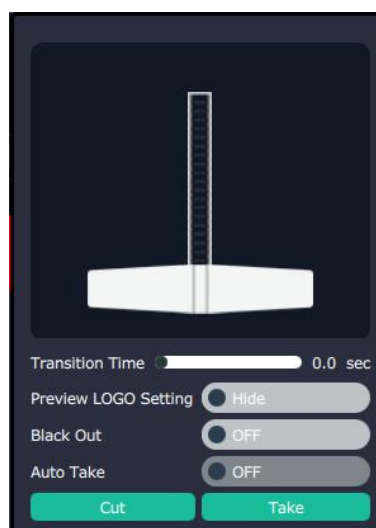 Transition Time 0.0 sec
Preview LOGO Setting Hide
Black Out OFF
Auto Take OFF
Cut Take